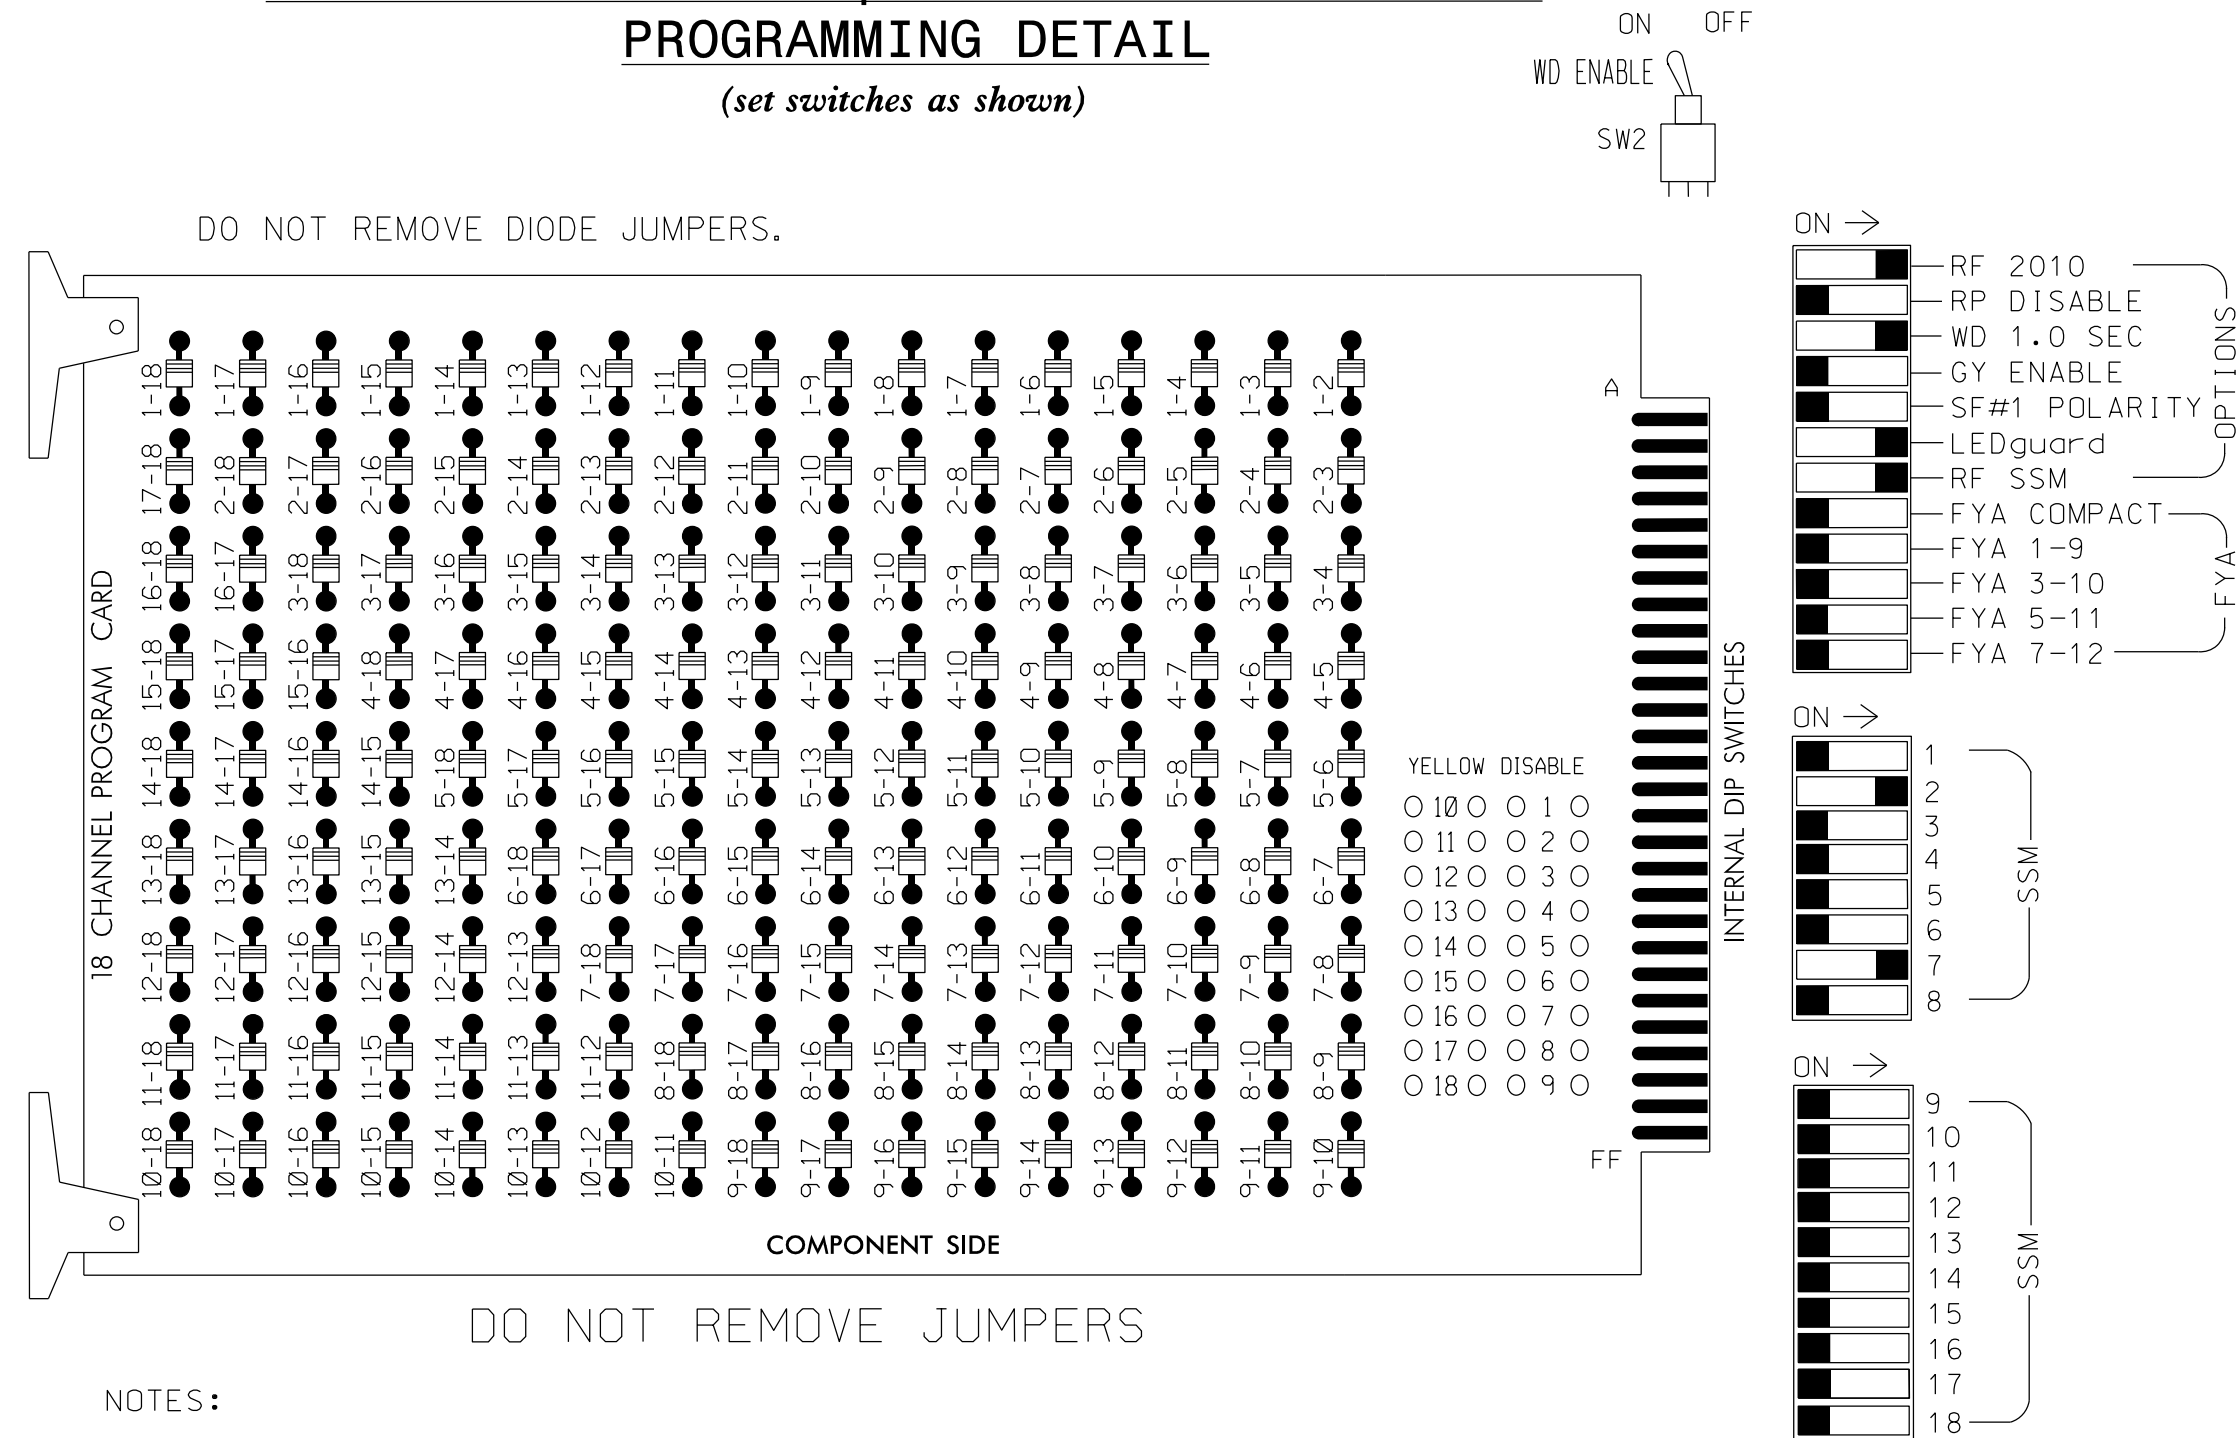 PROGRAMMING DETAIL
(set switches as shown)
ON OFF
WD ENABLE
SW2
DO NOT REMOVE DIODE JUMPERS.
18 CHANNEL PROGRAM CARD
1-18 1-17 1-16 1-15 1-14 1-13 1-12 1-11 1-10 1-9 1-8 1-7 1-6 1-5 1-4 1-3 1-2
17-18 2-18 2-17 2-16 2-15 2-14 2-13 2-12 2-11 2-10 2-9 2-8 2-7 2-6 2-5 2-4 2-3
16-18 16-17 3-18 3-17 3-16 3-15 3-14 3-13 3-12 3-11 3-10 3-9 3-8 3-7 3-6 3-5 3-4
15-18 15-17 15-16 4-18 4-17 4-16 4-15 4-14 4-13 4-12 4-11 4-10 4-9 4-8 4-7 4-6 4-5
14-18 14-17 14-16 14-15 5-18 5-17 5-16 5-15 5-14 5-13 5-12 5-11 5-10 5-9 5-8 5-7 5-6
13-18 13-17 13-16 13-15 13-14 6-18 6-17 6-16 6-15 6-14 6-13 6-12 6-11 6-10 6-9 6-8 6-7
12-18 12-17 12-16 12-15 12-14 12-13 7-18 7-17 7-16 7-15 7-14 7-13 7-12 7-11 7-10 7-9 7-8
11-18 11-17 11-16 11-15 11-14 11-13 11-12 8-18 8-17 8-16 8-15 8-14 8-13 8-12 8-11 8-10 8-9
10-18 10-17 10-16 10-15 10-14 10-13 10-12 10-11 9-18 9-17 9-16 9-15 9-14 9-13 9-12 9-11 9-10
YELLOW DISABLE
10 1
11 2
12 3
13 4
14 5
15 6
16 7
17 8
18 9
A
FF
COMPONENT SIDE
INTERNAL DIP SWITCHES
ON
RF 2010
RP DISABLE
WD 1.0 SEC
GY ENABLE
SF#1 POLARITY
LEDguard
RF SSM
OPTIONS
FYA COMPACT
FYA 1-9
FYA 3-10
FYA 5-11
FYA 7-12
FYA
ON
1
2
3
4
5
6
7
8
SSM
ON
9
10
11
12
13
14
15
16
17
18
SSM
DO NOT REMOVE JUMPERS
NOTES: